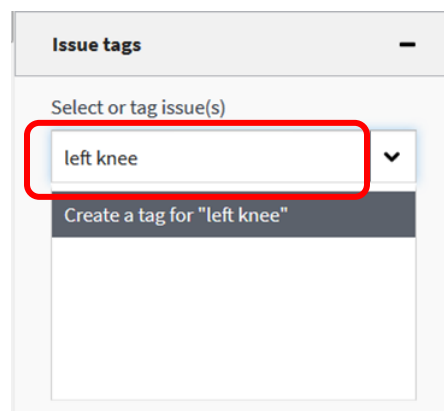 Issue tags
Select or tag issue(s)
left knee
Create a tag for "left knee"